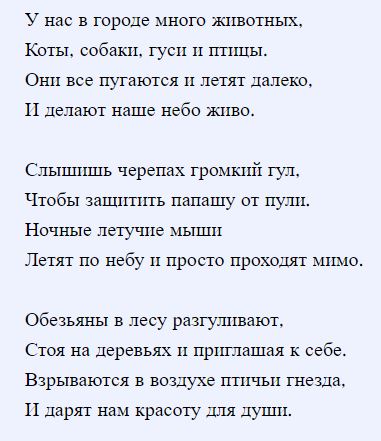 У нас в городе много животных,
Коты, собаки, гуси и птицы.
Они все пугаются и летят далеко,
И делают наше небо живо.
Слышишь черепах громкий гул,
Чтобы защитить папашу от пули.
Ночные летучие мыши
Летят по небу и просто проходят мимо.
Обезьяны в лесу разгуливают,
Стоя на деревьях и приглашая к себе.
Взрываются в воздухе птичьи гнезда,
И дарят нам красоту для души.